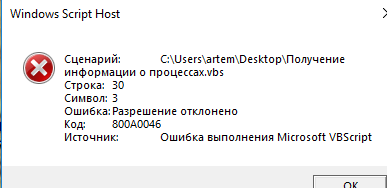 Windows Script Host
Сценарий: C:\Users\artem\Desktop\Получение
информации о процессах.vbs
Строка: 30
Символ: 3
Ошибка: Разрешение отклонено
Код: 800A0046
Источник: Ошибка выполнения Microsoft VBScript
OK